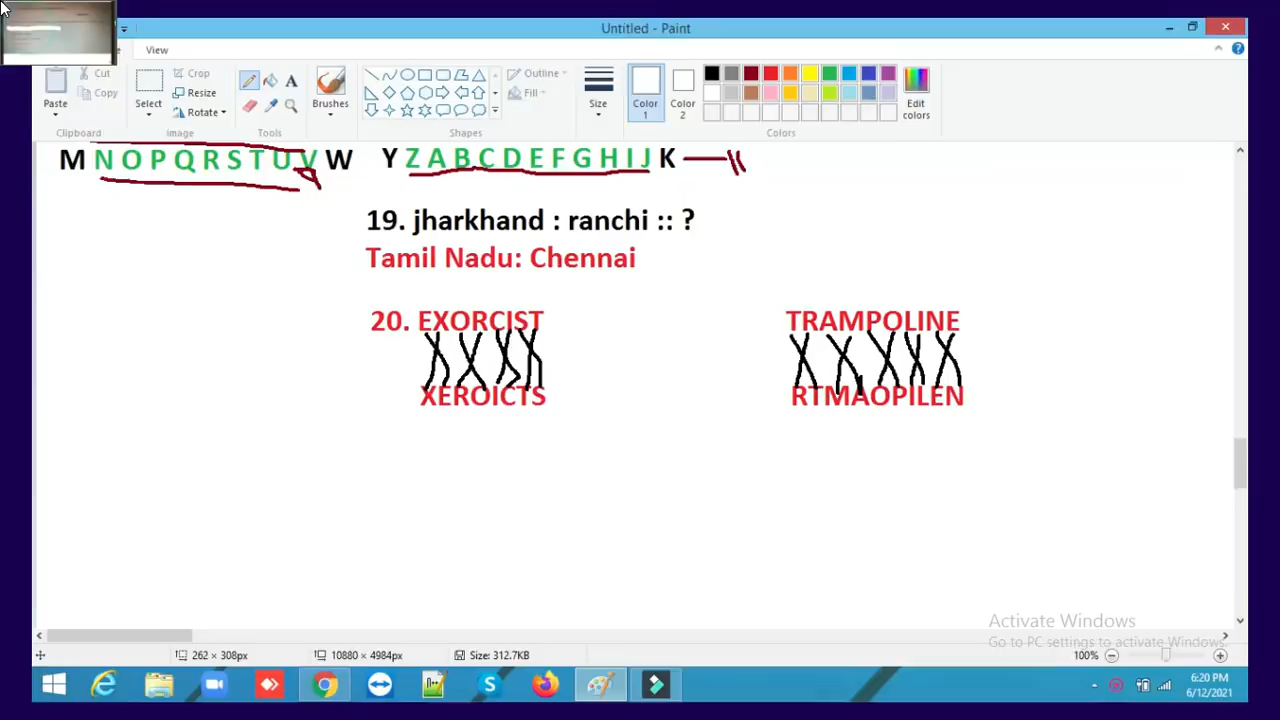 Untitled - Paint
View
Paste
Cut
Copy
Clipboard
Select
Crop
Resize
Rotate
Image
Tools
Brushes
Shapes
Outline
Fill
Size
Color 1
Color 2
Edit colors
Colors
M N O P Q R S T U V W Y Z A B C D E F G H I J K
19. jharkhand : ranchi :: ?
Tamil Nadu: Chennai
20. EXORCIST TRAMPOLINE
XEROICTS RTMAOPILEN
Activate Windows
Go to PC settings to activate Windows.
262 × 308px 10880 × 4984px Size: 312.7KB 100%
6:20 PM
6/12/2021